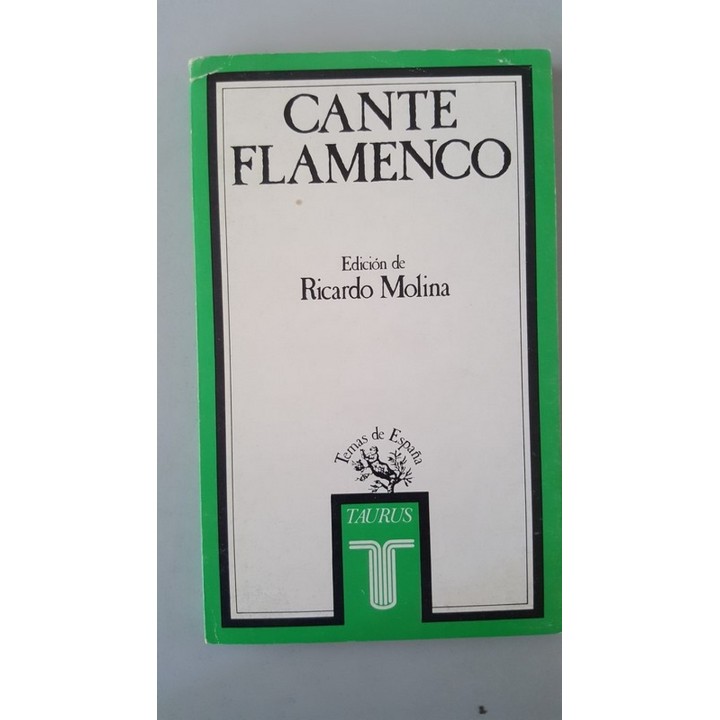 CANTE
FLAMENCO
Edición de
Ricardo Molina
Temas de España
TAURUS